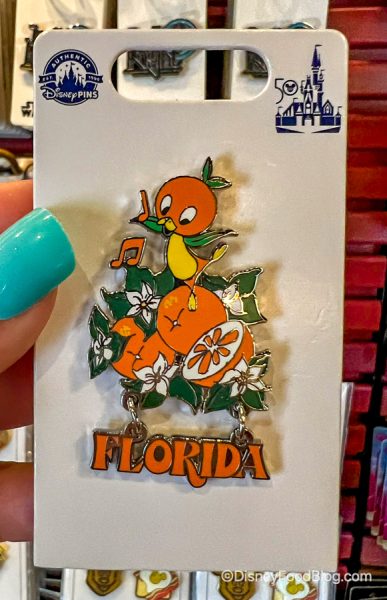 AUTHENTIC
EST. 1999
Disney PINS
50
FLORIDA
©DisneyFoodBlog.com